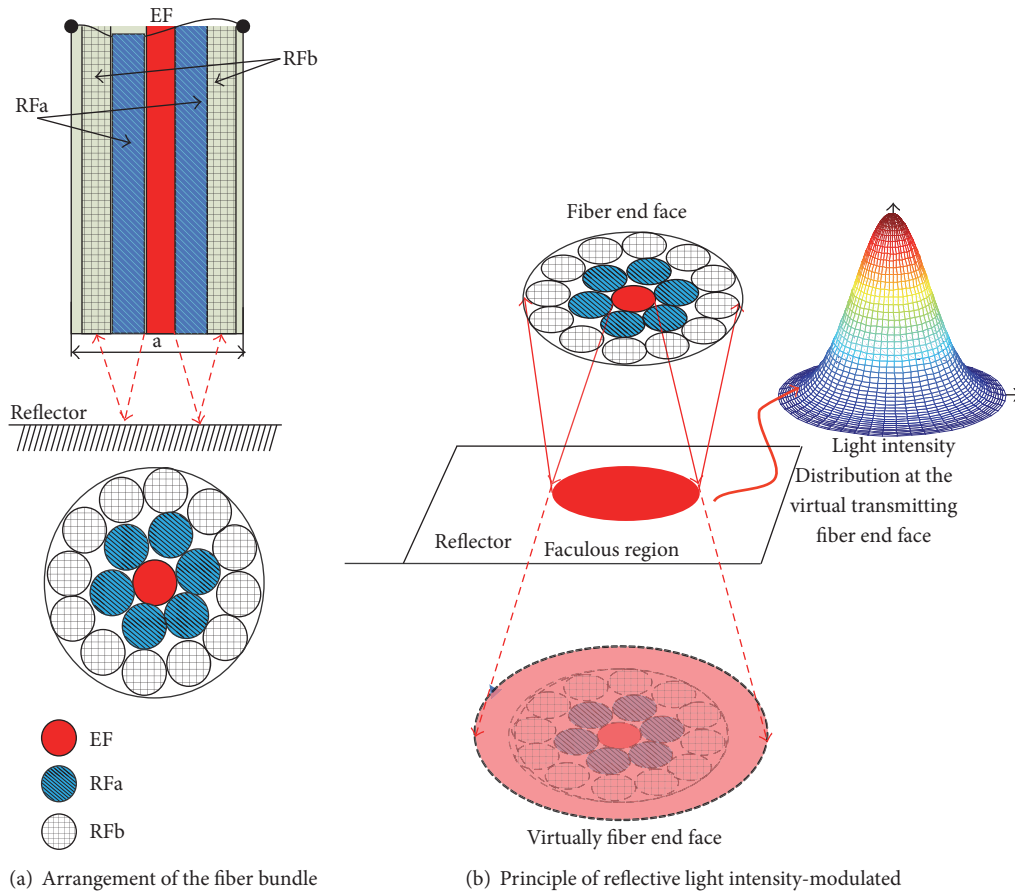 EF
RFb
RFa
a
Reflector
EF
RFa
RFb
(a) Arrangement of the fiber bundle
Fiber end face
Light intensity
Distribution at the
virtual transmitting
fiber end face
Reflector
Faculous region
Virtually fiber end face
(b) Principle of reflective light intensity-modulated